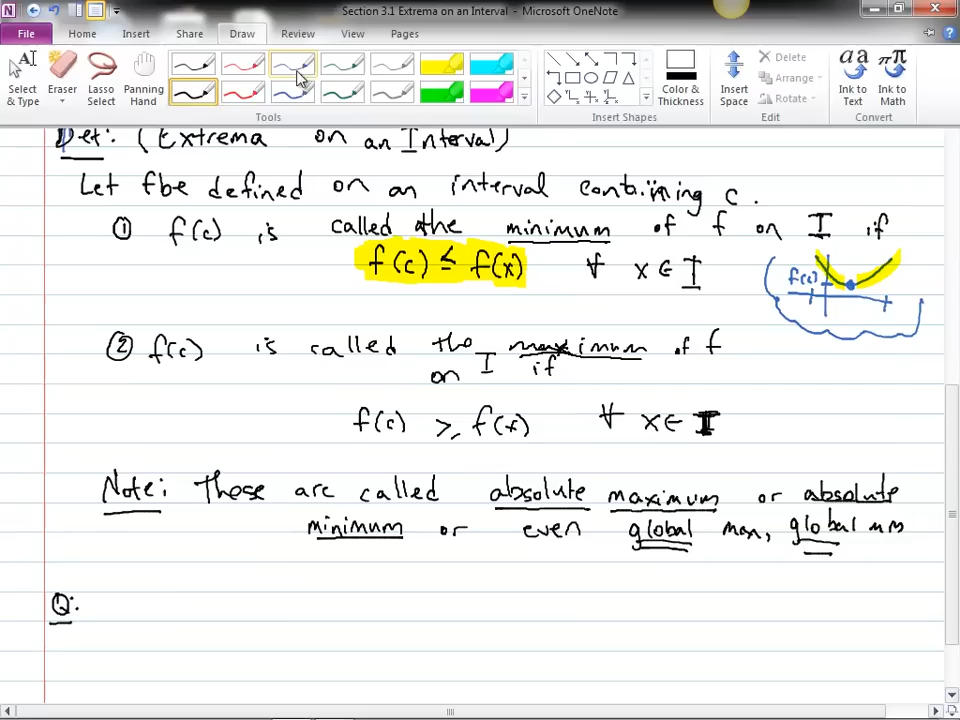 Section 3.1 Extrema on an Interval - Microsoft OneNote
File Home Insert Share Draw Review View Pages
Select & Type
Eraser
Lasso Select
Panning Hand
Color & Thickness
Insert Space
Delete
Arrange
Rotate
Ink to Text
Ink to Math
Tools Insert Shapes Edit Convert
Def: (Extrema on an Interval)
Let f be defined on an interval containing c.
① f(c) is called the minimum of f on I if
f(c) ≤ f(x) ∀ x ∈ I
f(c)
② f(c) is called the maximum of f
on I if
f(c) ≥ f(x) ∀ x ∈ I
Note: These are called absolute maximum or absolute
minimum or even global max, global min
Q: